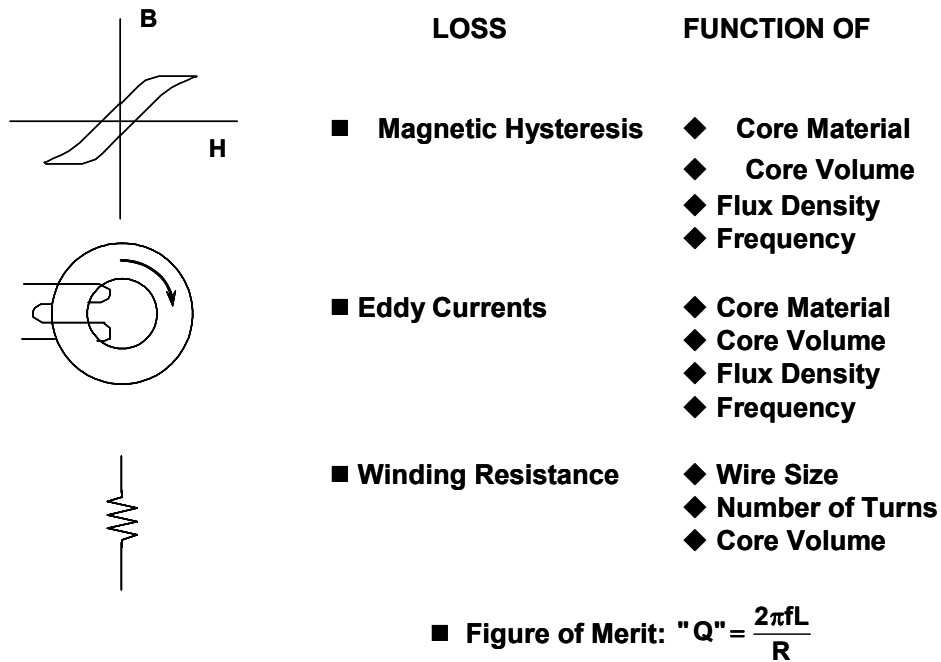 B
H
LOSS FUNCTION OF
■ Magnetic Hysteresis ◆ Core Material
◆ Core Volume
◆ Flux Density
◆ Frequency
■ Eddy Currents ◆ Core Material
◆ Core Volume
◆ Flux Density
◆ Frequency
■ Winding Resistance ◆ Wire Size
◆ Number of Turns
◆ Core Volume
■ Figure of Merit: "Q" = 2πfL / R